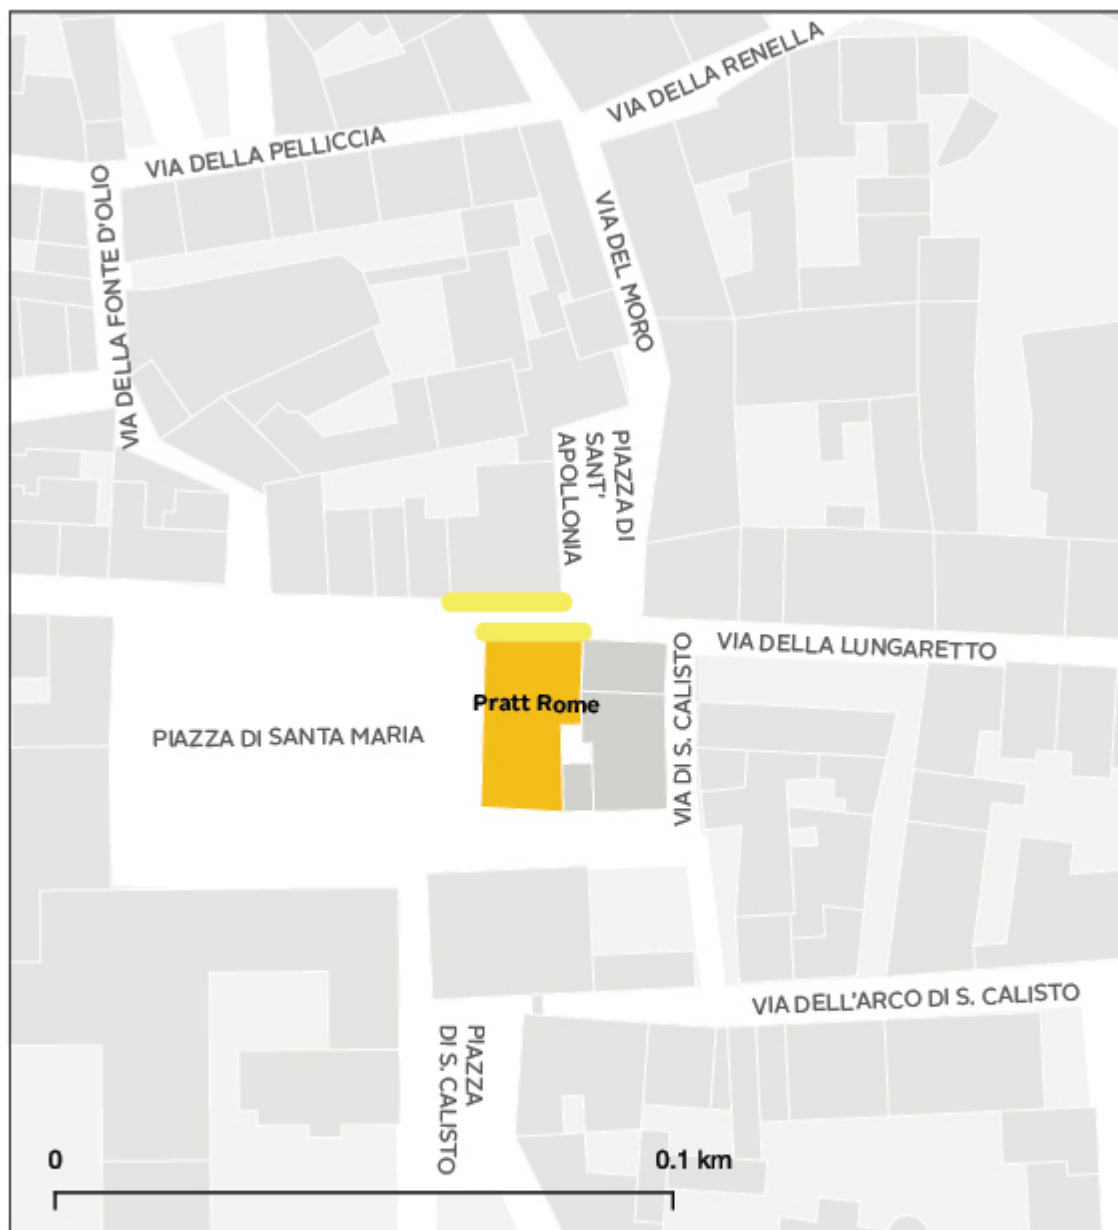 VIA DELLA RENELLA
VIA DELLA PELLICCIA
VIA DELLA FONTE D'OLIO
VIA DEL MORO
PIAZZA DI
SANT'
APOLLONIA
VIA DELLA LUNGARETTO
VIA DI S. CALISTO
Pratt Rome
PIAZZA DI SANTA MARIA
VIA DELL'ARCO DI S. CALISTO
PIAZZA
DI S. CALISTO
0
0.1 km